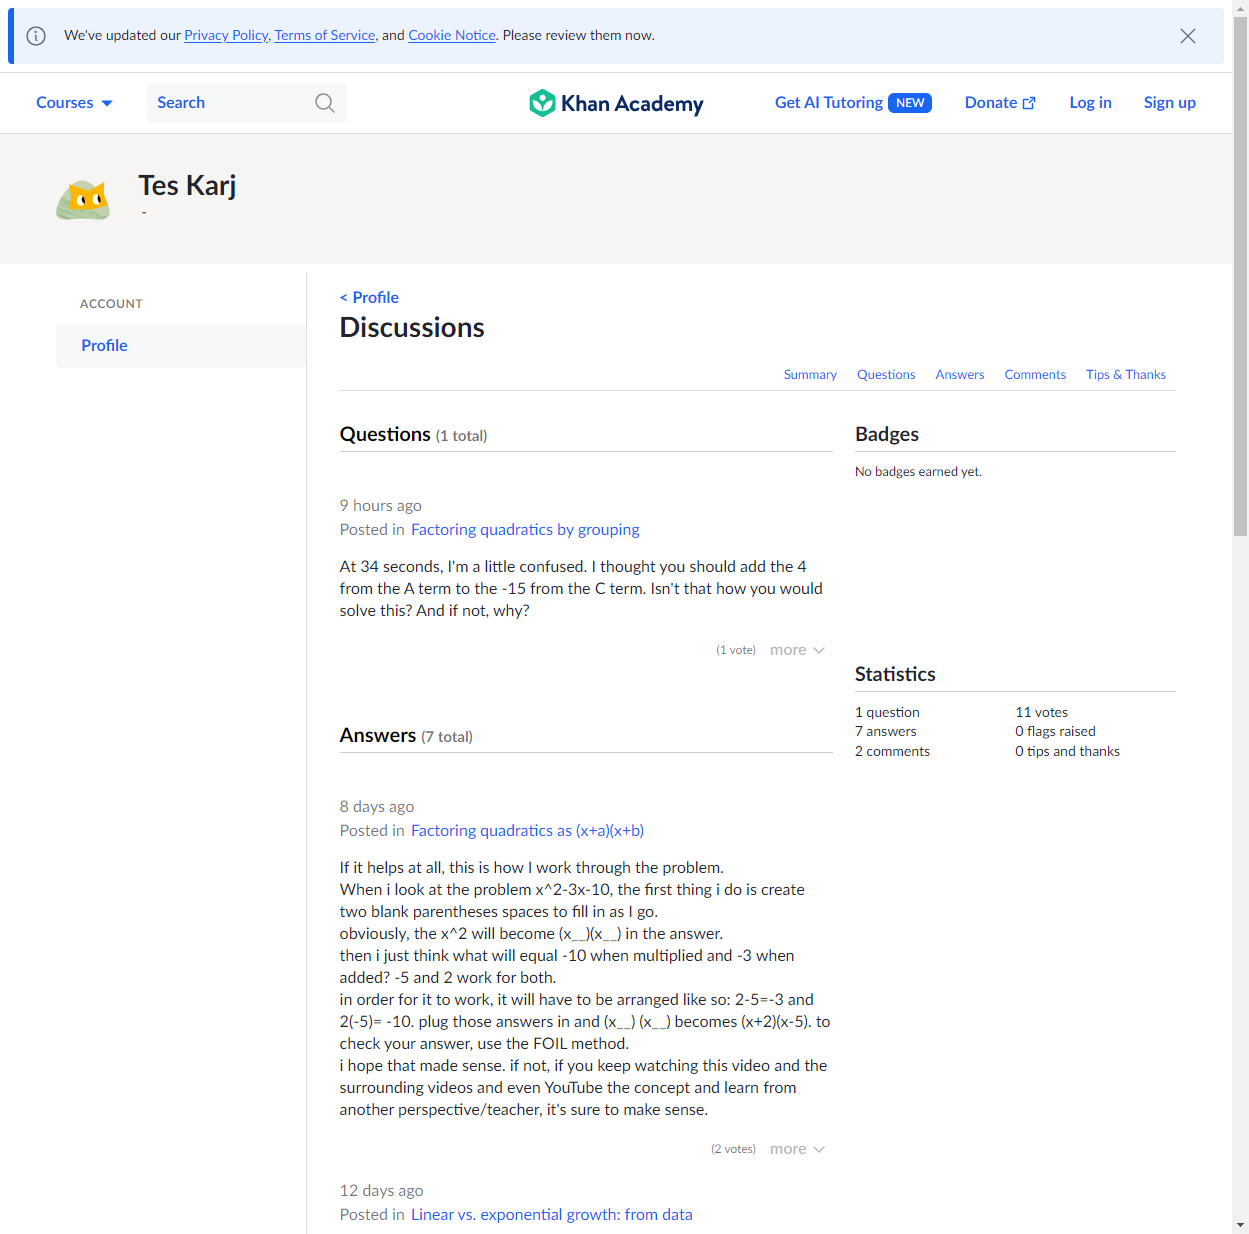 We've updated our Privacy Policy, Terms of Service, and Cookie Notice. Please review them now.
Courses
Search
Khan Academy
Get AI Tutoring NEW
Donate
Log in
Sign up
Tes Karj
-
ACCOUNT
Profile
< Profile
Discussions
Summary
Questions
Answers
Comments
Tips & Thanks
Questions (1 total)
9 hours ago
Posted in Factoring quadratics by grouping
At 34 seconds, I'm a little confused. I thought you should add the 4
from the A term to the -15 from the C term. Isn't that how you would
solve this? And if not, why?
(1 vote) more
Answers (7 total)
8 days ago
Posted in Factoring quadratics as (x+a)(x+b)
If it helps at all, this is how I work through the problem.
When i look at the problem x^2-3x-10, the first thing i do is create
two blank parentheses spaces to fill in as I go.
obviously, the x^2 will become (x__)(x__) in the answer.
then i just think what will equal -10 when multiplied and -3 when
added? -5 and 2 work for both.
in order for it to work, it will have to be arranged like so: 2-5=-3 and
2(-5)= -10. plug those answers in and (x__) (x__) becomes (x+2)(x-5). to
check your answer, use the FOIL method.
i hope that made sense. if not, if you keep watching this video and the
surrounding videos and even YouTube the concept and learn from
another perspective/teacher, it's sure to make sense.
(2 votes) more
12 days ago
Posted in Linear vs. exponential growth: from data
Badges
No badges earned yet.
Statistics
1 question
11 votes
7 answers
0 flags raised
2 comments
0 tips and thanks